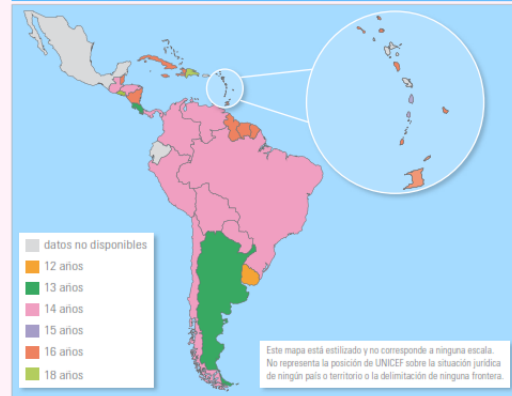 datos no disponibles
12 años
13 años
14 años
15 años
16 años
18 años
Este mapa está estilizado y no corresponde a ninguna escala.
No representa la posición de UNICEF sobre la situación jurídica
de ningún país o territorio o la delimitación de ninguna frontera.